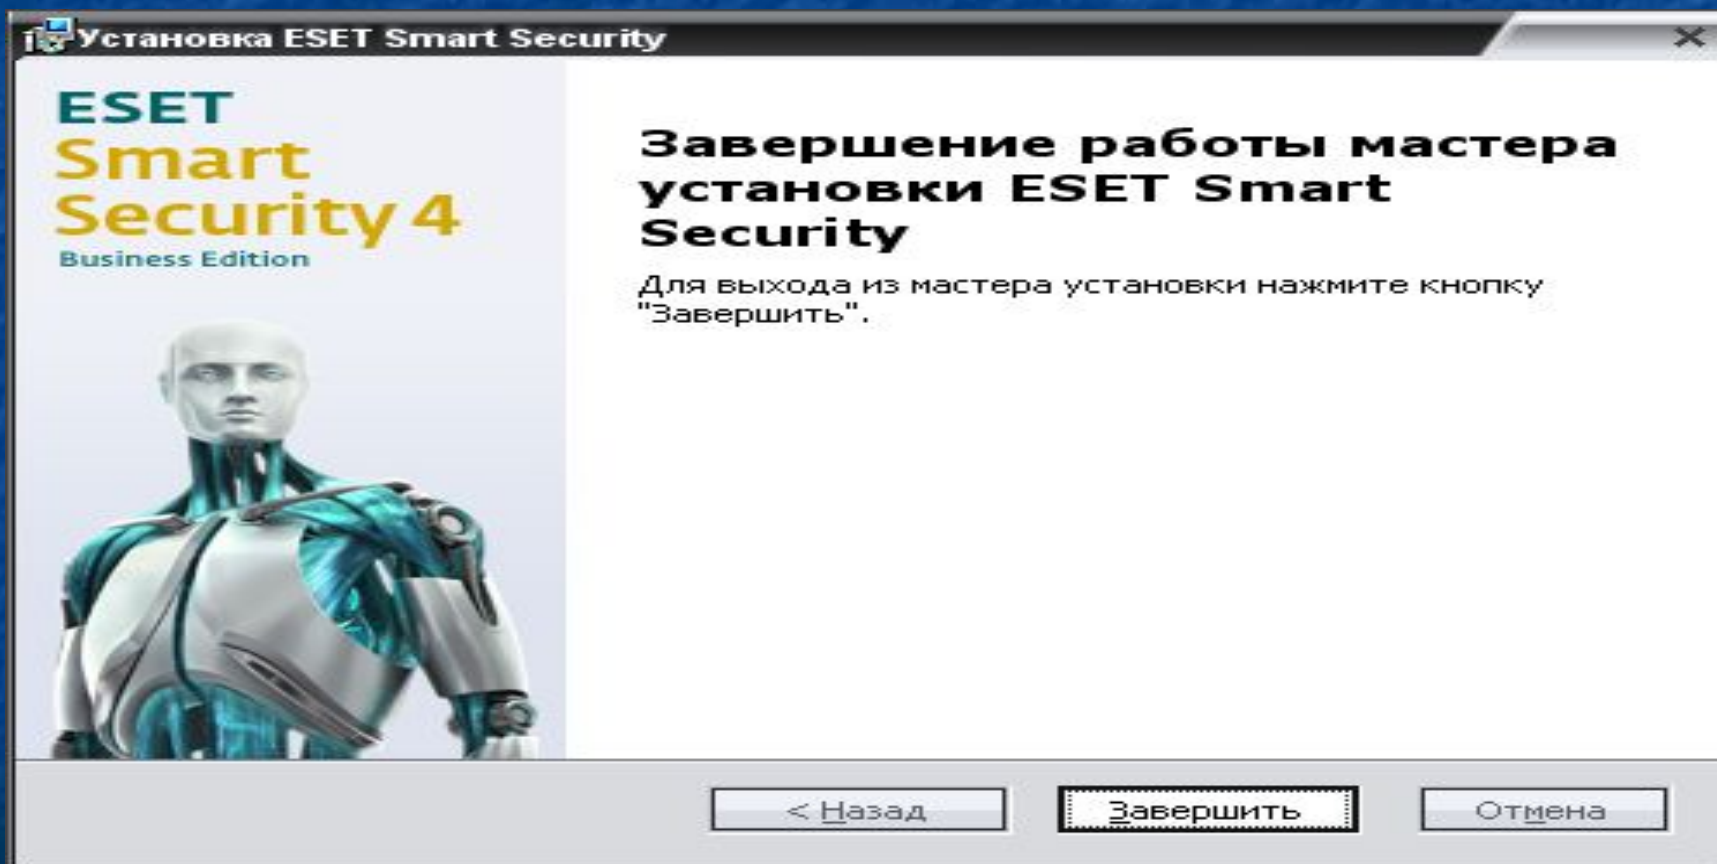 Установка ESET Smart Security
ESET
Smart
Security 4
Business Edition
Завершение работы мастера
установки ESET Smart
Security
Для выхода из мастера установки нажмите кнопку
"Завершить".
< Назад
Завершить
Отмена